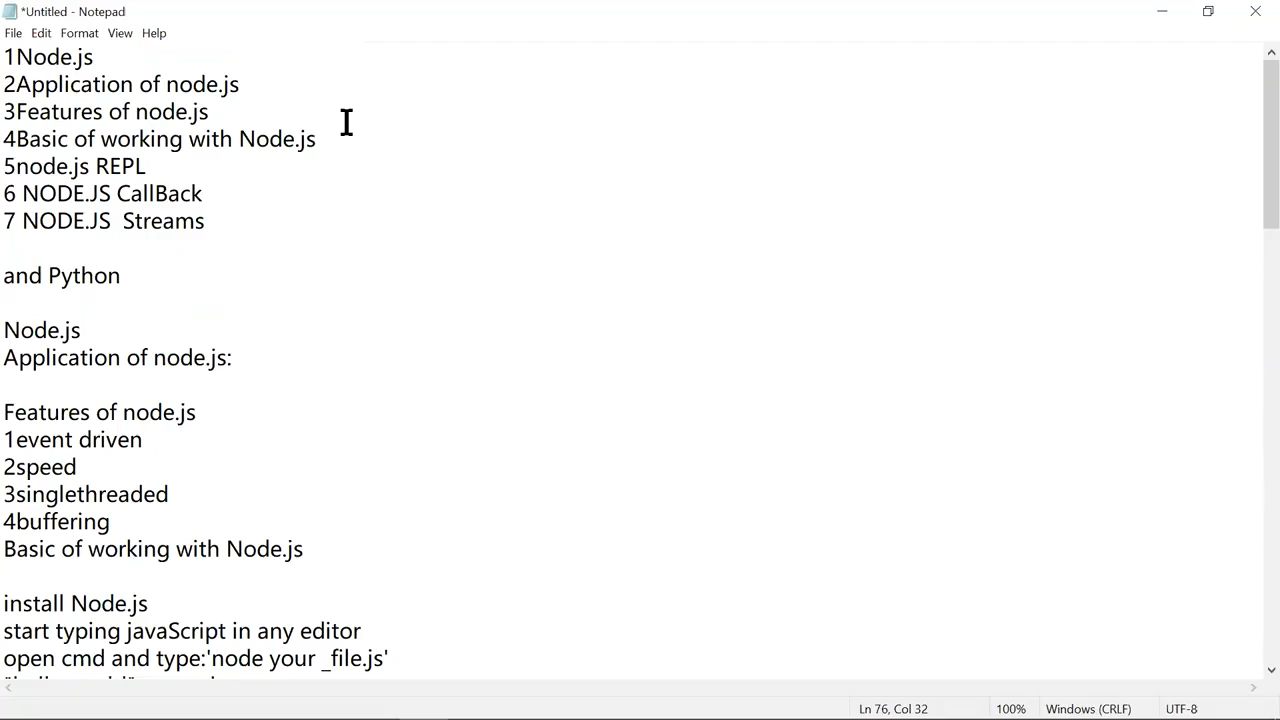 *Untitled - Notepad
File Edit Format View Help
1Node.js
2Application of node.js
3Features of node.js
4Basic of working with Node.js
5node.js REPL
6 NODE.JS CallBack
7 NODE.JS  Streams
and Python
Node.js
Application of node.js:
Features of node.js
1event driven
2speed
3singlethreaded
4buffering
Basic of working with Node.js
install Node.js
start typing javaScript in any editor
open cmd and type:'node your _file.js'
Ln 76, Col 32 100% Windows (CRLF) UTF-8